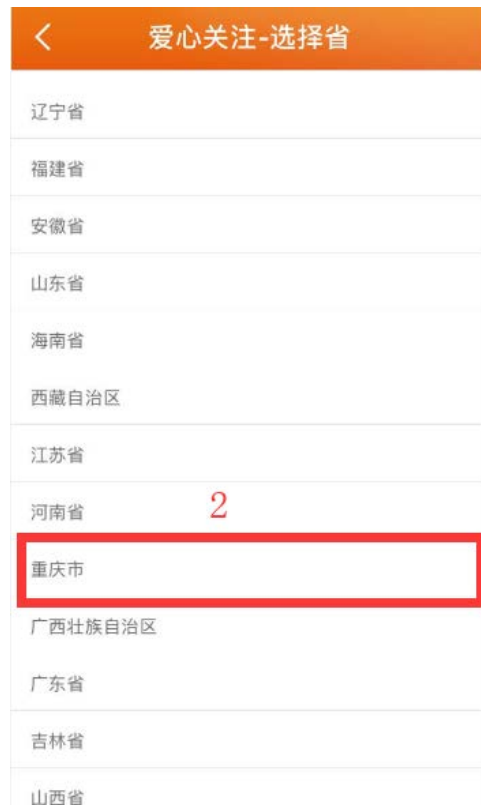 爱心关注-选择省
辽宁省
福建省
安徽省
山东省
海南省
西藏自治区
江苏省
河南省
2
重庆市
广西壮族自治区
广东省
吉林省
山西省